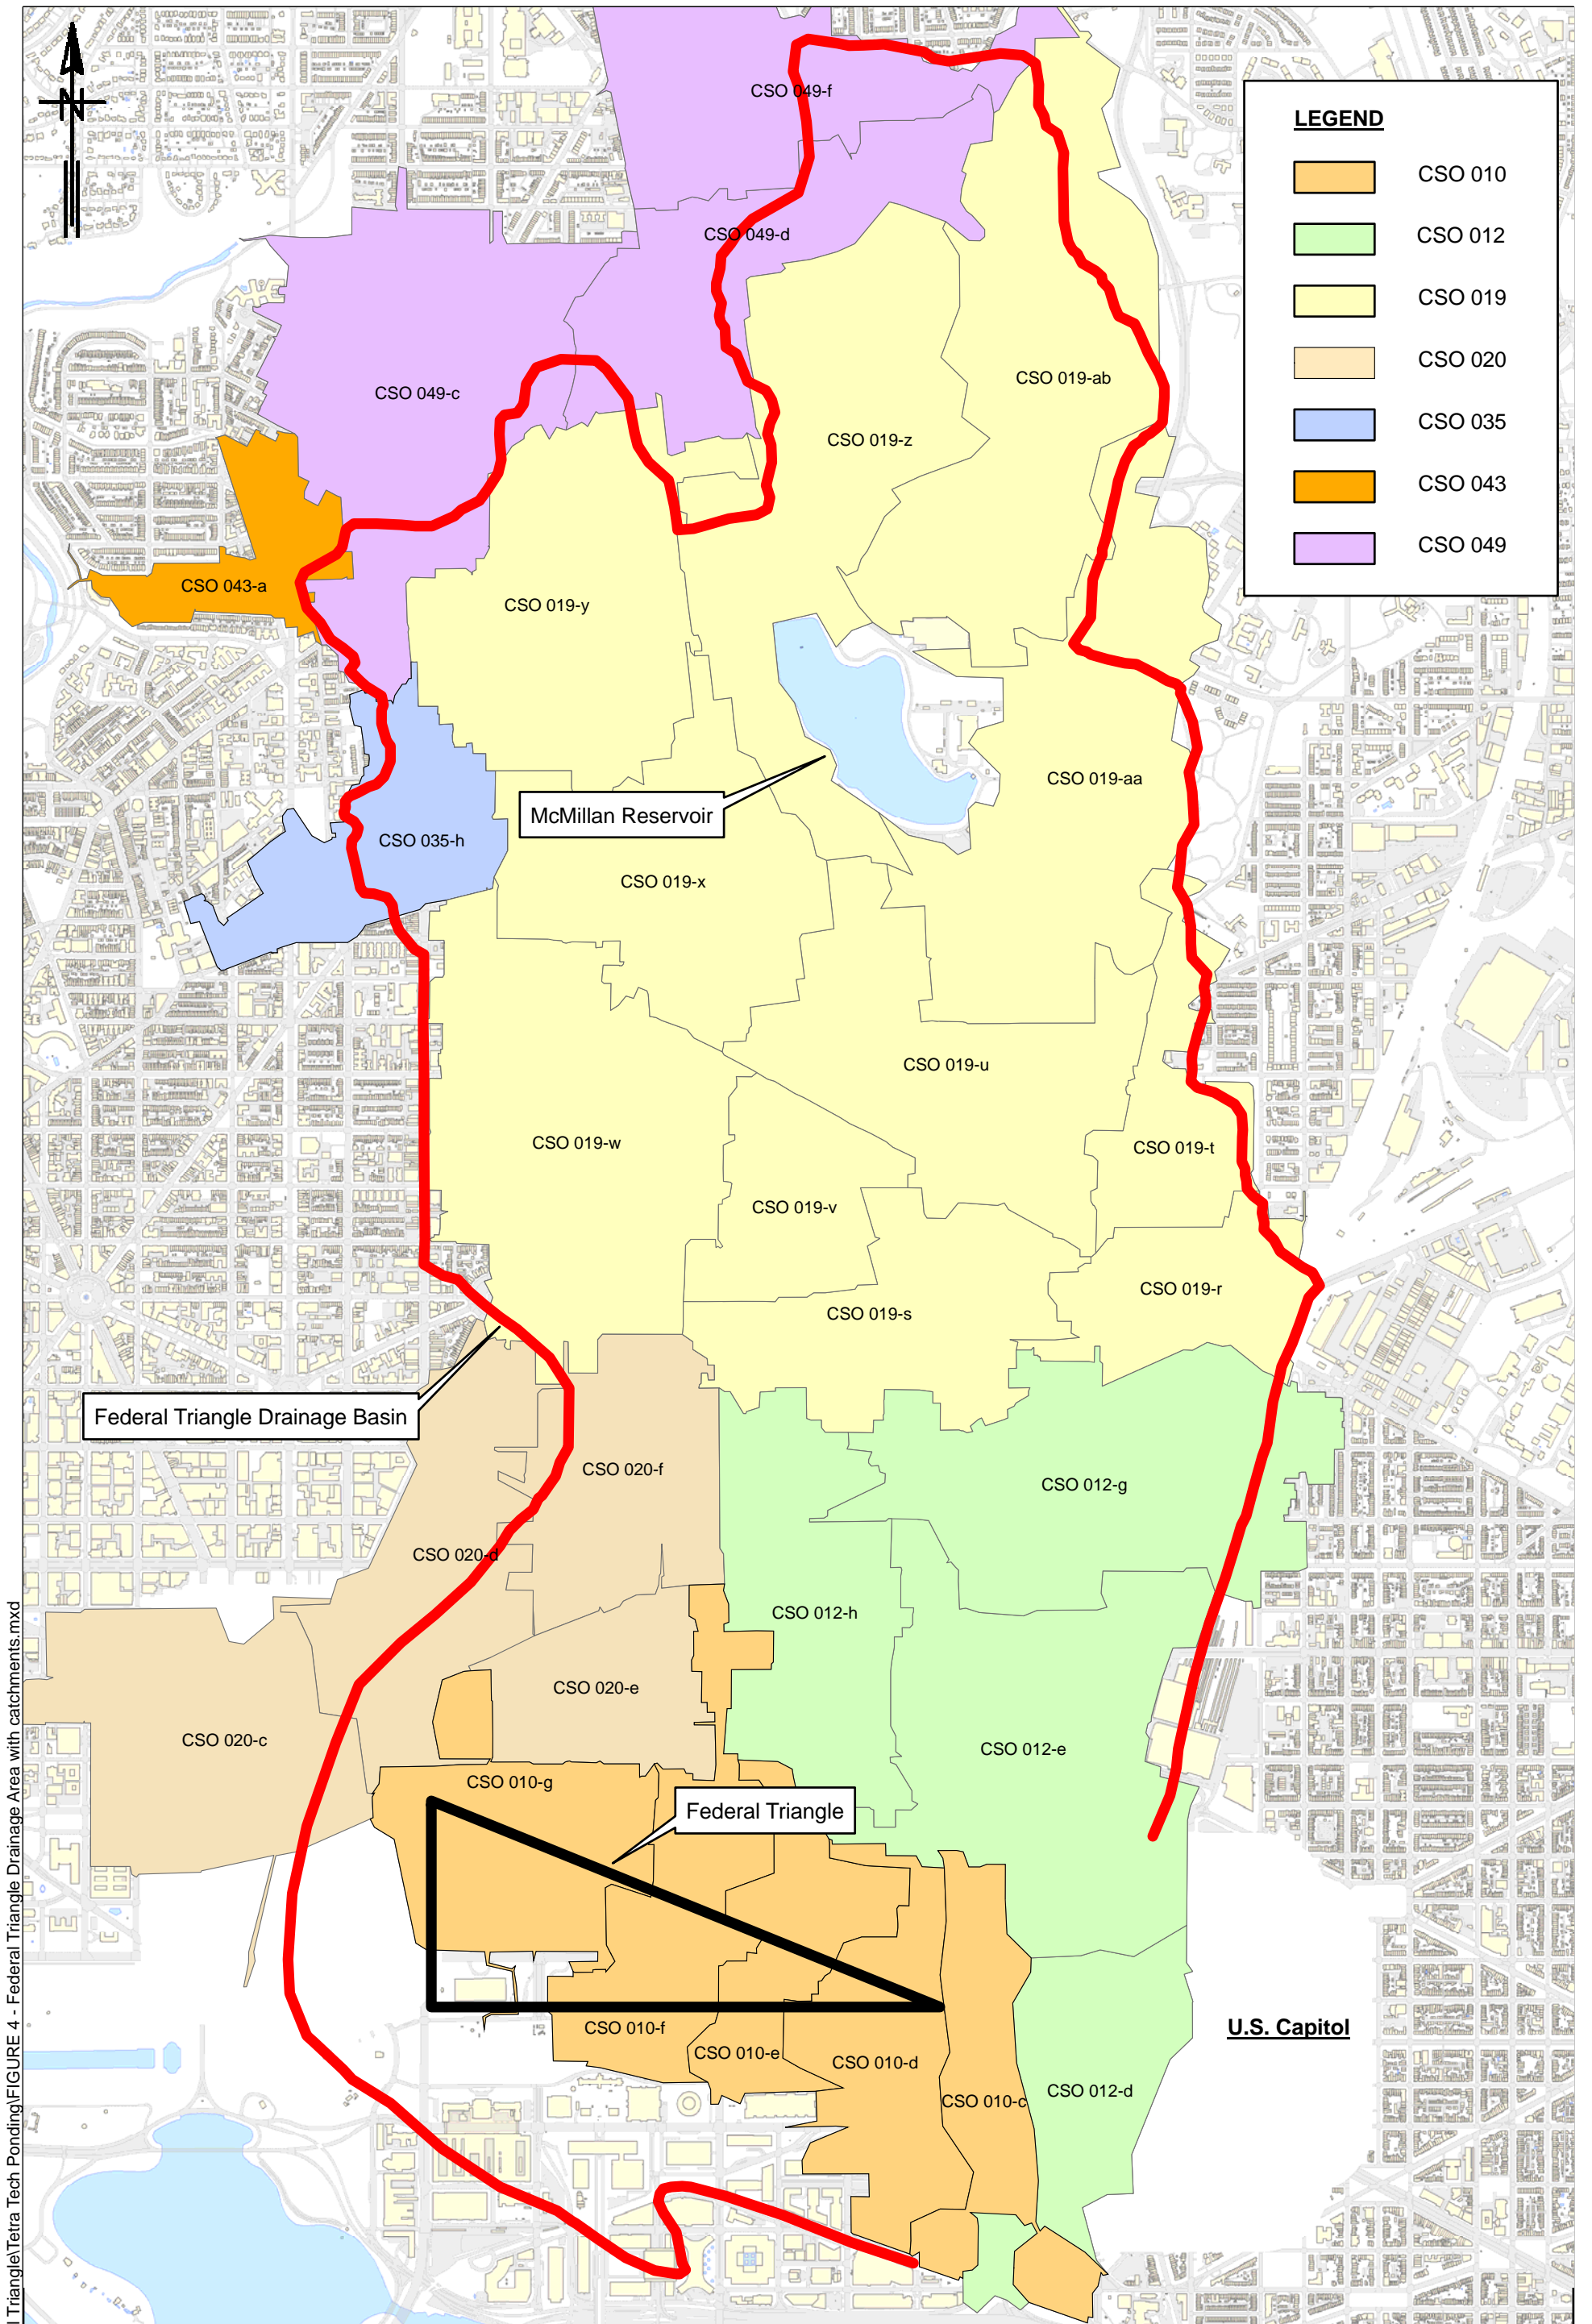 N
LEGEND
CSO 010
CSO 012
CSO 019
CSO 020
CSO 035
CSO 043
CSO 049
CSO 049-f
CSO 049-d
CSO 019-ab
CSO 049-c
CSO 019-z
CSO 043-a
CSO 019-y
CSO 019-aa
McMillan Reservoir
CSO 035-h
CSO 019-x
CSO 019-u
CSO 019-w
CSO 019-t
CSO 019-v
CSO 019-r
CSO 019-s
Federal Triangle Drainage Basin
CSO 020-f
CSO 012-g
CSO 020-d
CSO 012-h
CSO 020-e
CSO 020-c
CSO 012-e
CSO 010-g
Federal Triangle
CSO 010-f
U.S. Capitol
CSO 010-e
CSO 010-d
CSO 012-d
CSO 010-c
l Triangle\Tetra Tech Ponding\FIGURE 4 - Federal Triangle Drainage Area with catchments.mxd